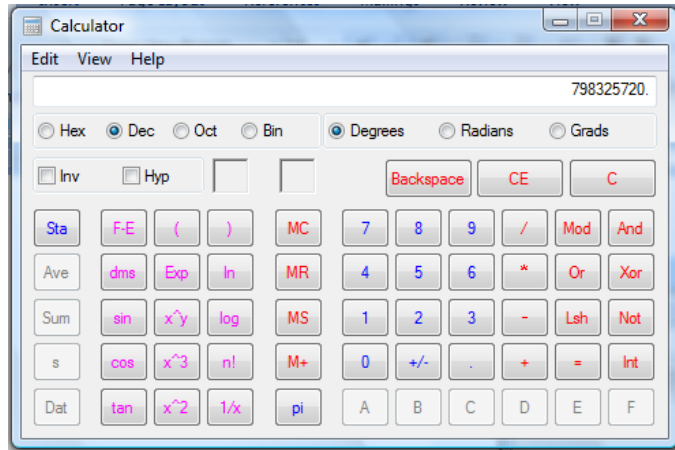 Calculator
Edit View Help
798325720.
Hex Dec Oct Bin Degrees Radians Grads
Inv Hyp Backspace CE C
Sta F-E ( ) MC 7 8 9 / Mod And
Ave dms Exp ln MR 4 5 6 * Or Xor
Sum sin x^y log MS 1 2 3 - Lsh Not
s cos x^3 n! M+ 0 +/- . + = Int
Dat tan x^2 1/x pi A B C D E F